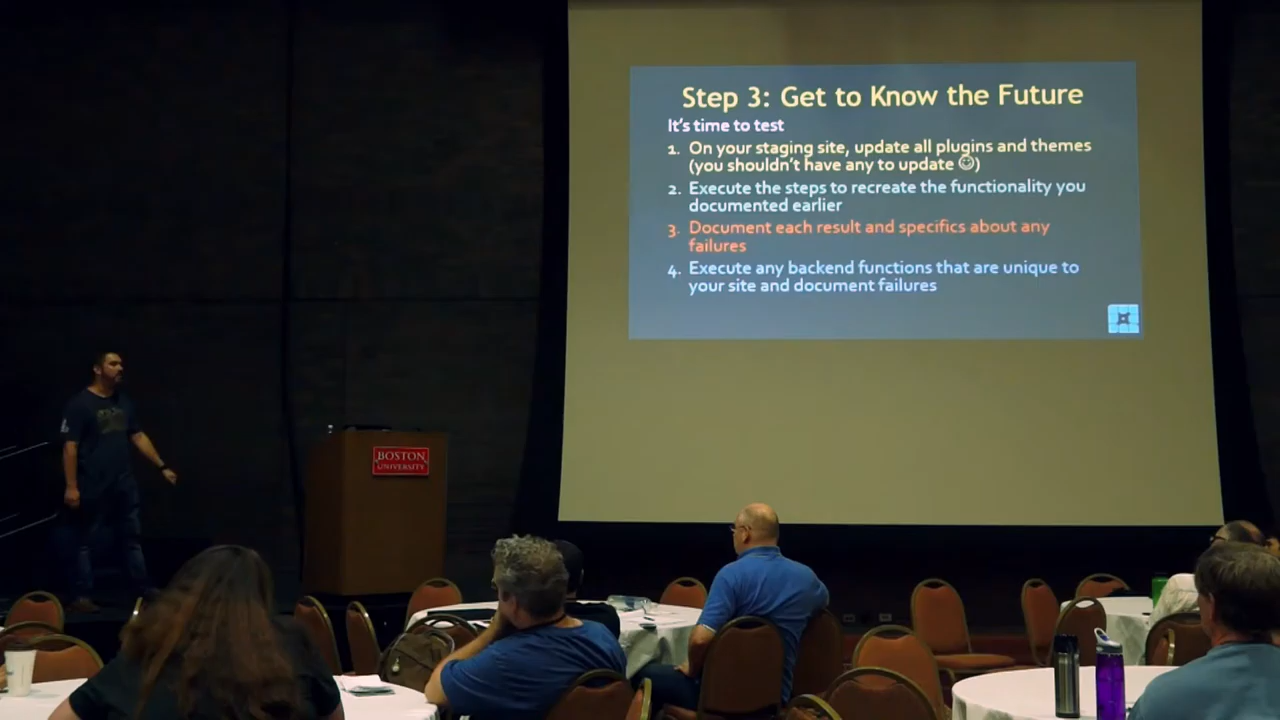 Step 3: Get to Know the Future
It's time to test
1. On your staging site, update all plugins and themes
(you shouldn't have any to update ☺)
2. Execute the steps to recreate the functionality you
documented earlier
3. Document each result and specifics about any
failures
4. Execute any backend functions that are unique to
your site and document failures
BOSTON
UNIVERSITY